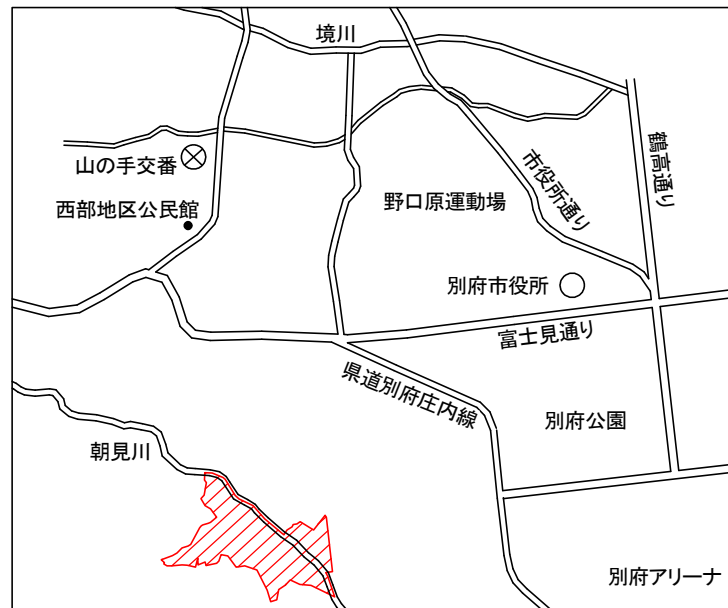 境川
鶴高通り
山の手交番
市役所通り
西部地区公民館
野口原運動場
別府市役所
富士見通り
県道別府庄内線
別府公園
朝見川
別府アリーナ